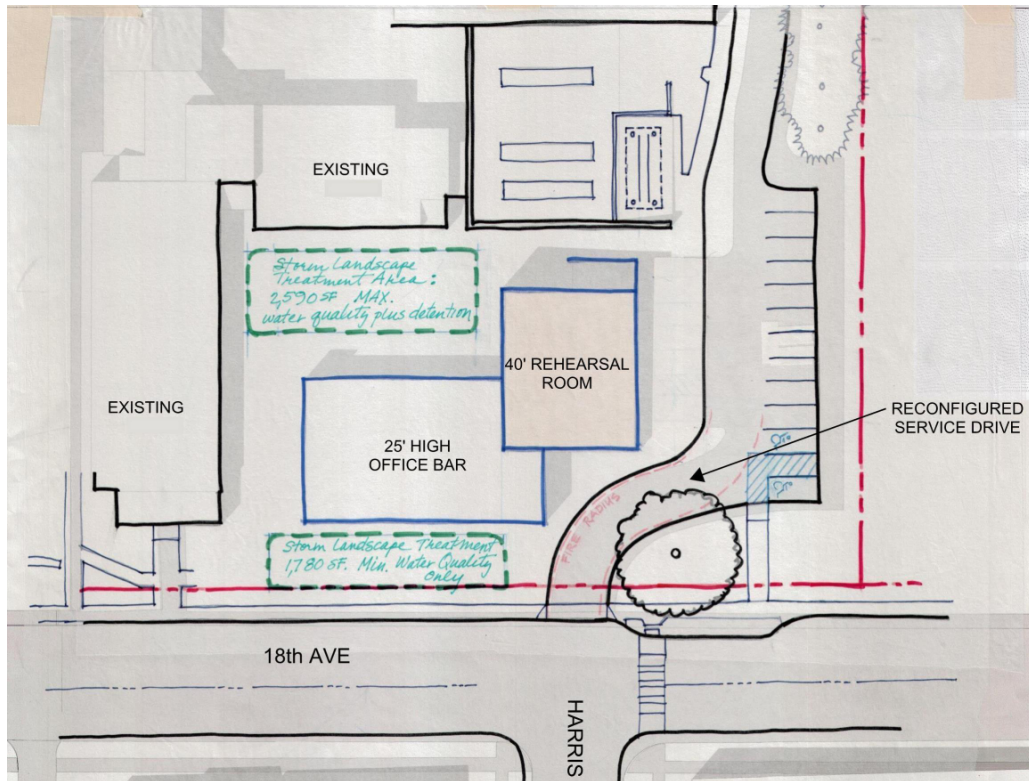 EXISTING
Storm Landscape
Treatment Area:
2,590 SF MAX.
water quality plus detention
40' REHEARSAL
ROOM
EXISTING
RECONFIGURED
SERVICE DRIVE
25' HIGH
OFFICE BAR
FIRE RADIUS
Storm Landscape Treatment
1,780 SF. Min. Water Quality
only
18th AVE
HARRIS